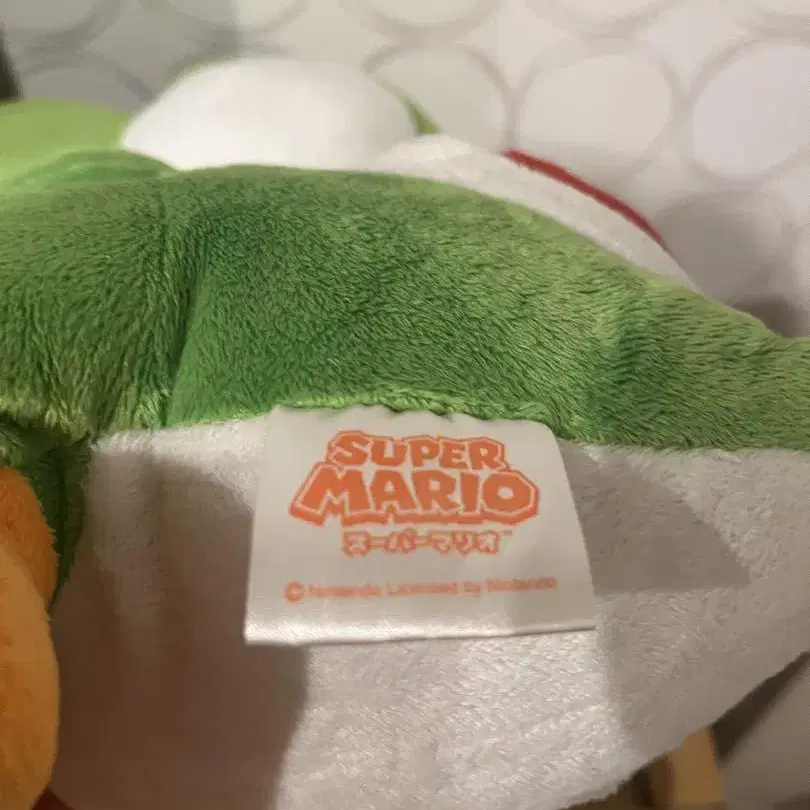 SUPER
MARIO
スーパーマリオ™
© Nintendo Licensed by Nintendo